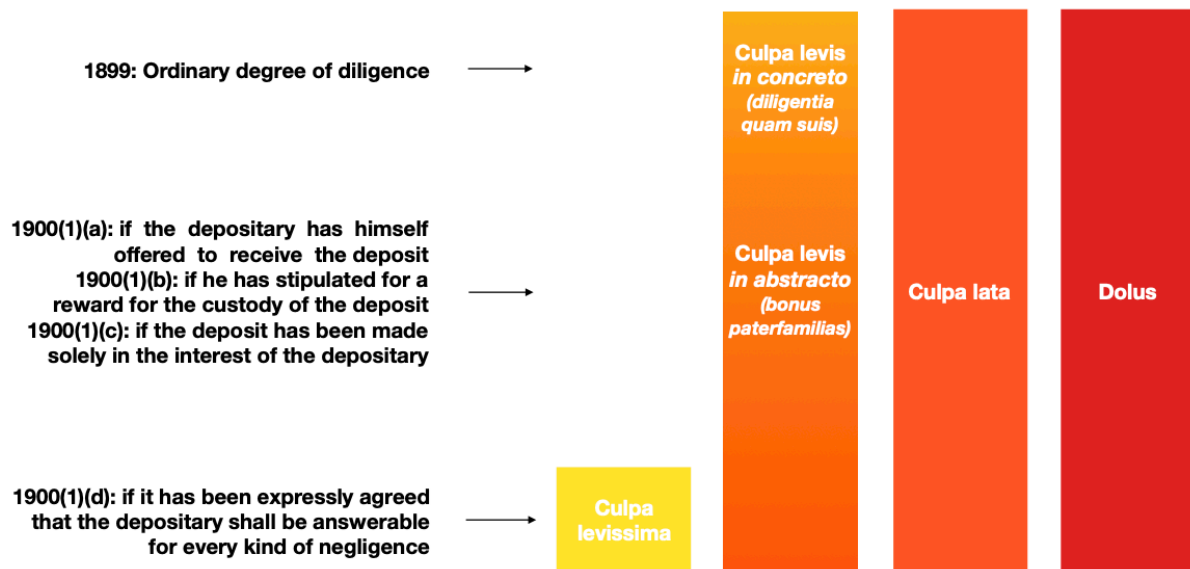 1899: Ordinary degree of diligence
Culpa levis
in concreto
(diligentia
quam suis)
1900(1)(a): if the depositary has himself
offered to receive the deposit
1900(1)(b): if he has stipulated for a
reward for the custody of the deposit
1900(1)(c): if the deposit has been made
solely in the interest of the depositary
Culpa levis
in abstracto
(bonus
paterfamilias)
Culpa lata
Dolus
1900(1)(d): if it has been expressly agreed
that the depositary shall be answerable
for every kind of negligence
Culpa
levissima